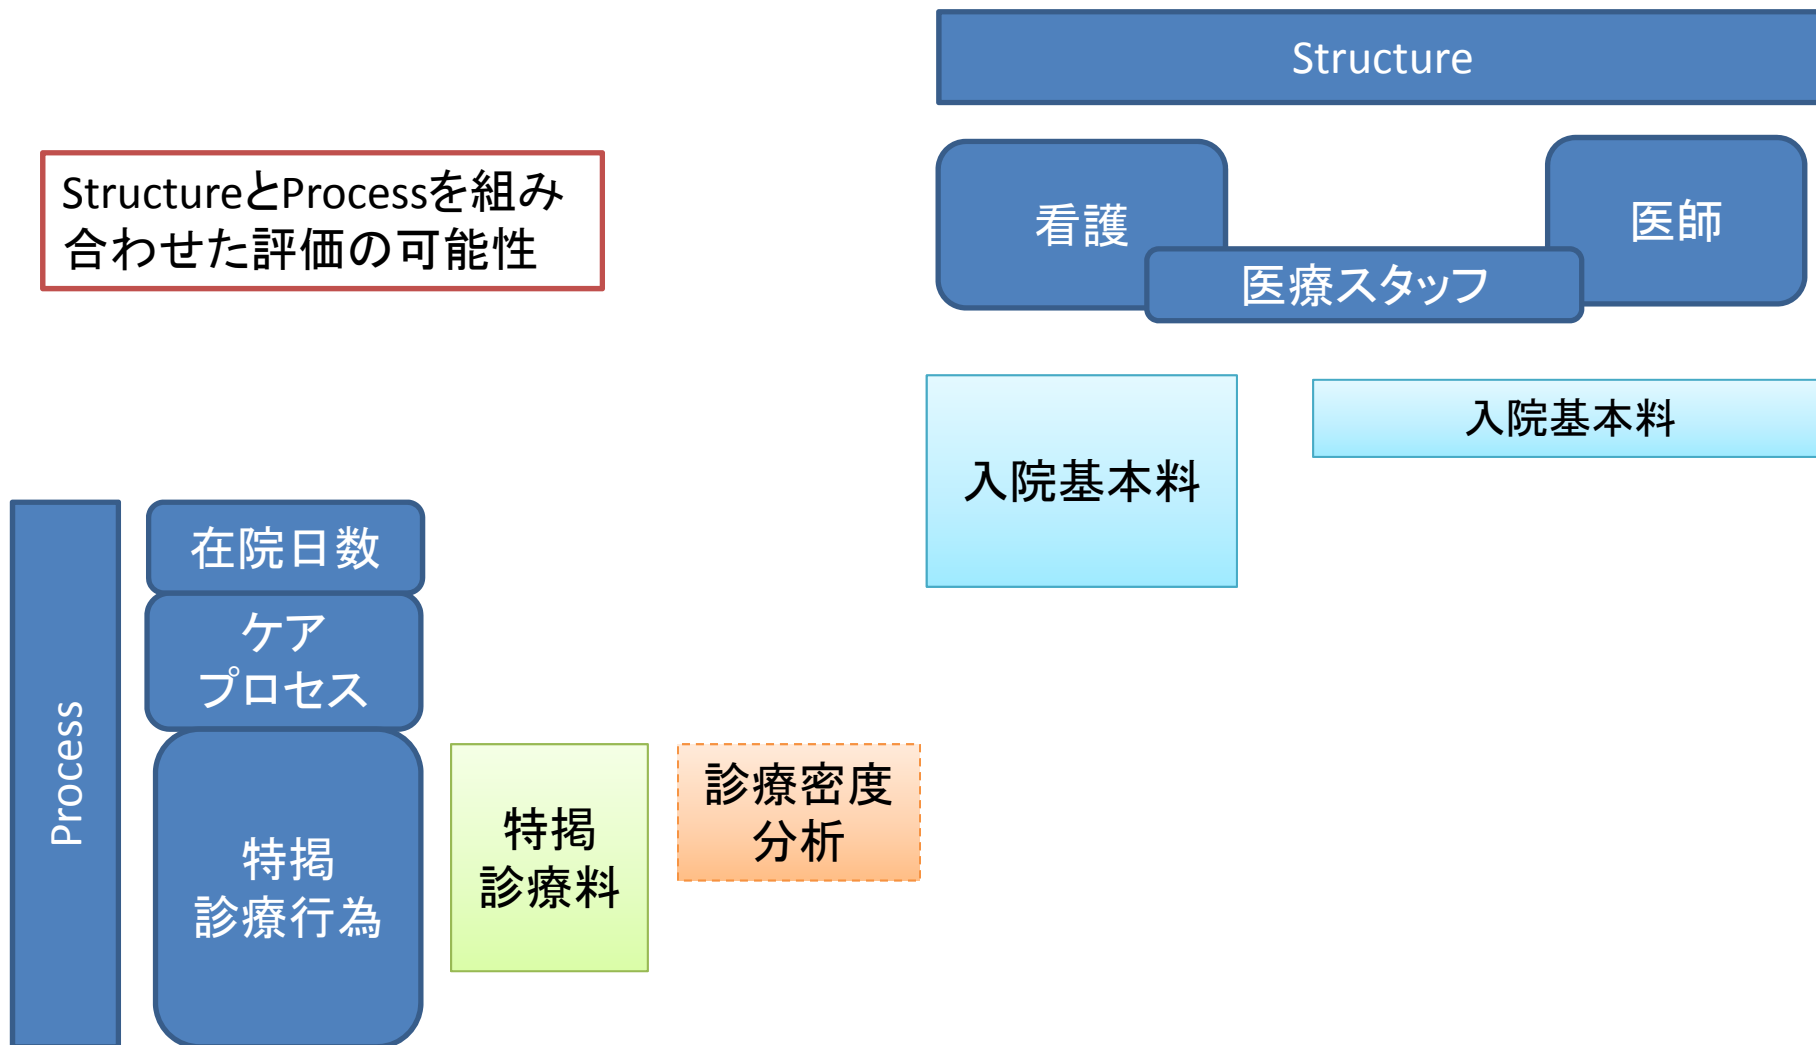 Structure
StructureとProcessを組み
合わせた評価の可能性
看護
医師
医療スタッフ
入院基本料
入院基本料
Process
在院日数
ケア
プロセス
特掲
診療行為
特掲
診療料
診療密度
分析